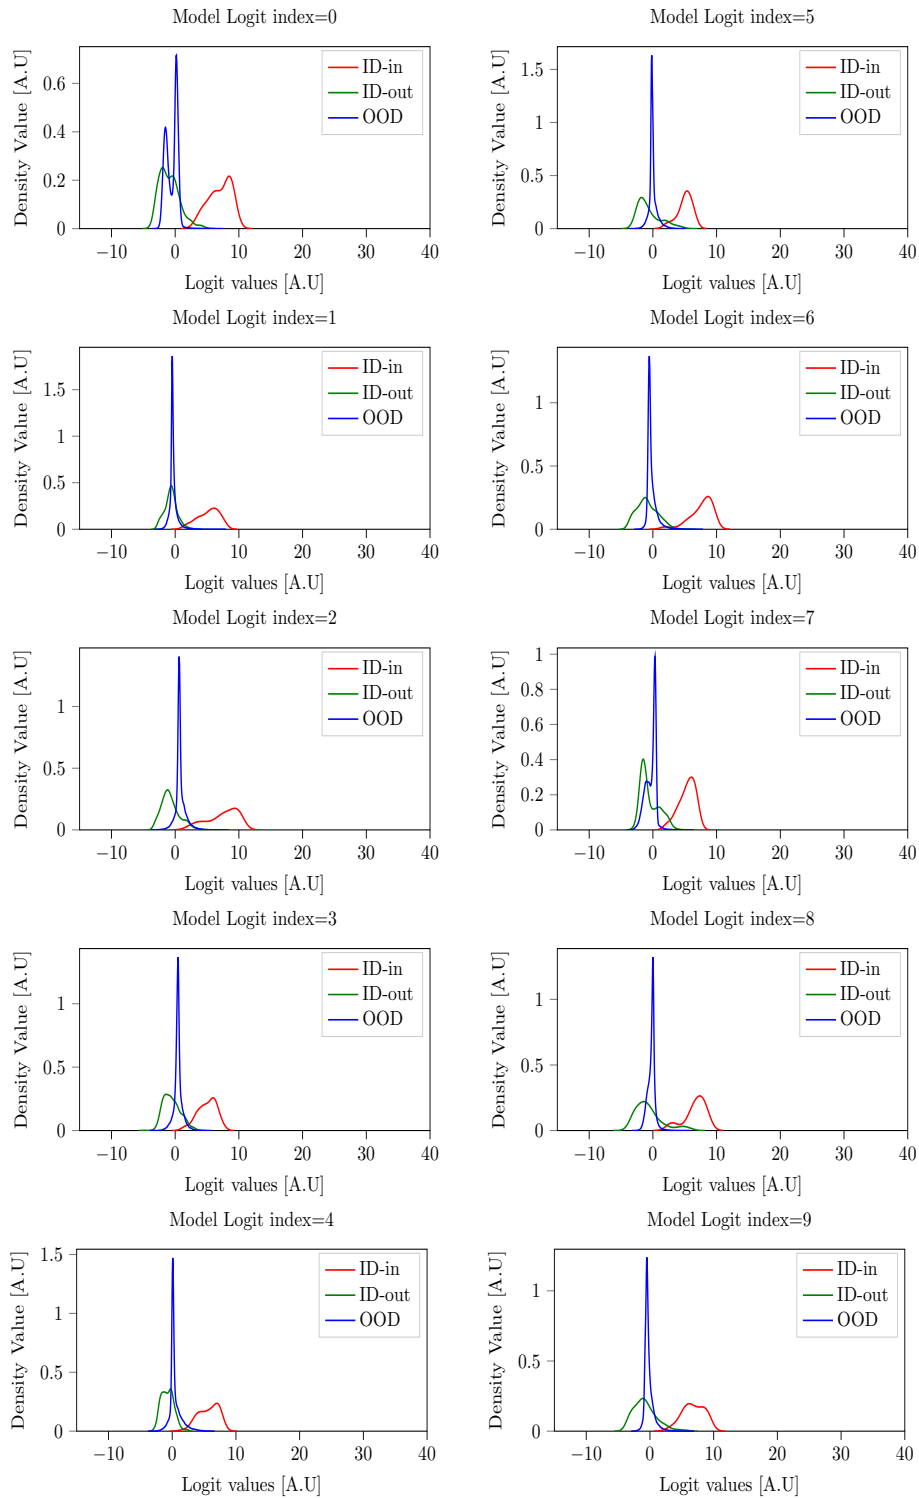 Model Logit index=0
Density Value [A.U]
0.6
0.4
0.2
0
ID-in
ID-out
OOD
−10 0 10 20 30 40
Logit values [A.U]
Model Logit index=5
Density Value [A.U]
1.5
1
0.5
0
ID-in
ID-out
OOD
−10 0 10 20 30 40
Logit values [A.U]
Model Logit index=1
Density Value [A.U]
1.5
1
0.5
0
ID-in
ID-out
OOD
−10 0 10 20 30 40
Logit values [A.U]
Model Logit index=6
Density Value [A.U]
1
0.5
0
ID-in
ID-out
OOD
−10 0 10 20 30 40
Logit values [A.U]
Model Logit index=2
Density Value [A.U]
1
0.5
0
ID-in
ID-out
OOD
−10 0 10 20 30 40
Logit values [A.U]
Model Logit index=7
Density Value [A.U]
1
0.8
0.6
0.4
0.2
0
ID-in
ID-out
OOD
−10 0 10 20 30 40
Logit values [A.U]
Model Logit index=3
Density Value [A.U]
1
0.5
0
ID-in
ID-out
OOD
−10 0 10 20 30 40
Logit values [A.U]
Model Logit index=8
Density Value [A.U]
1
0.5
0
ID-in
ID-out
OOD
−10 0 10 20 30 40
Logit values [A.U]
Model Logit index=4
Density Value [A.U]
1.5
1
0.5
0
ID-in
ID-out
OOD
−10 0 10 20 30 40
Logit values [A.U]
Model Logit index=9
Density Value [A.U]
1
0.5
0
ID-in
ID-out
OOD
−10 0 10 20 30 40
Logit values [A.U]